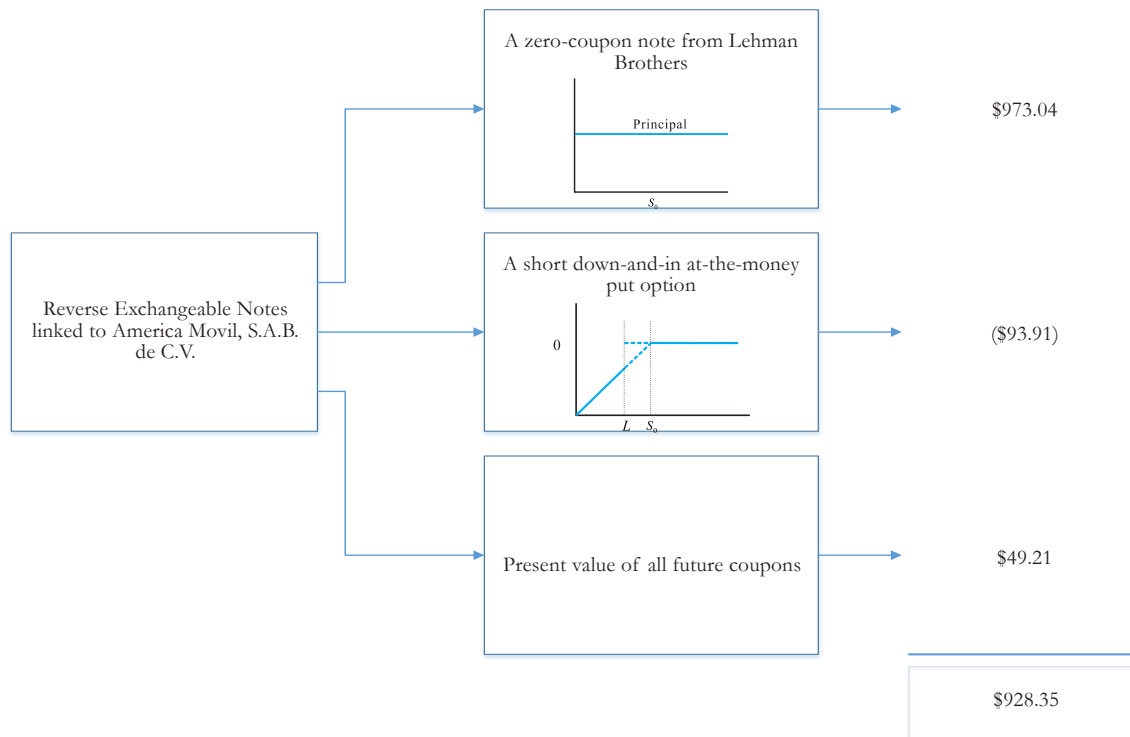 A zero-coupon note from Lehman
Brothers
Principal
S₀
$973.04
Reverse Exchangeable Notes
linked to America Movil, S.A.B.
de C.V.
A short down-and-in at-the-money
put option
0
L S₀
($93.91)
Present value of all future coupons
$49.21
$928.35